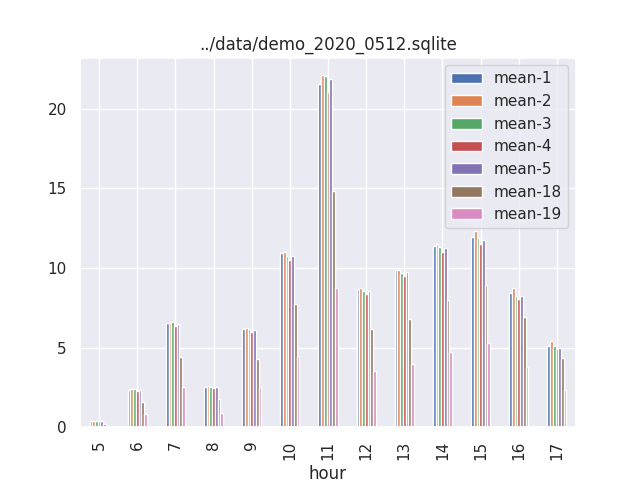 ../data/demo_2020_0512.sqlite
mean-1
mean-2
mean-3
mean-4
mean-5
mean-18
mean-19
20
15
10
5
0
5 6 7 8 9 10 11 12 13 14 15 16 17
hour